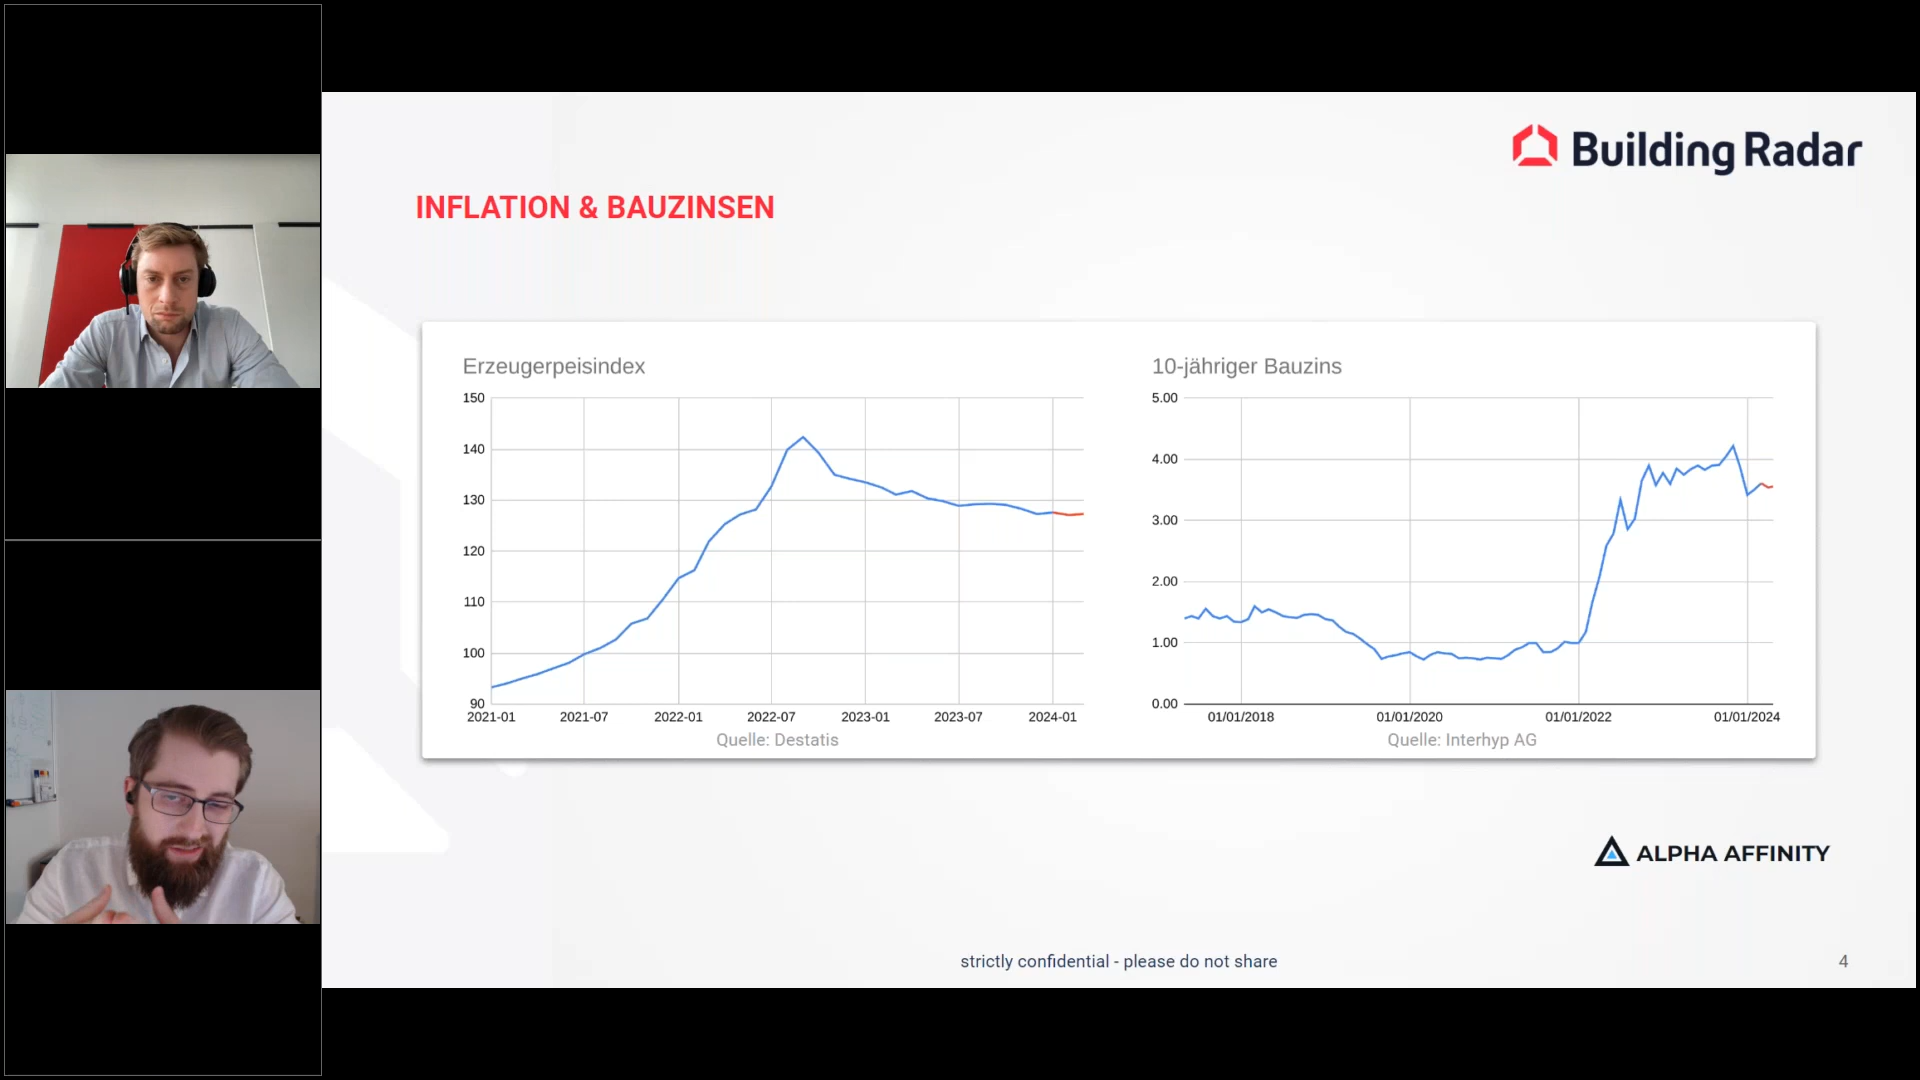 Building Radar
INFLATION & BAUZINSEN
Erzeugerpeisindex
150
140
130
120
110
100
90
2021-01 2021-07 2022-01 2022-07 2023-01 2023-07 2024-01
Quelle: Destatis
10-jähriger Bauzins
5.00
4.00
3.00
2.00
1.00
0.00
01/01/2018 01/01/2020 01/01/2022 01/01/2024
Quelle: Interhyp AG
ALPHA AFFINITY
strictly confidential - please do not share
4